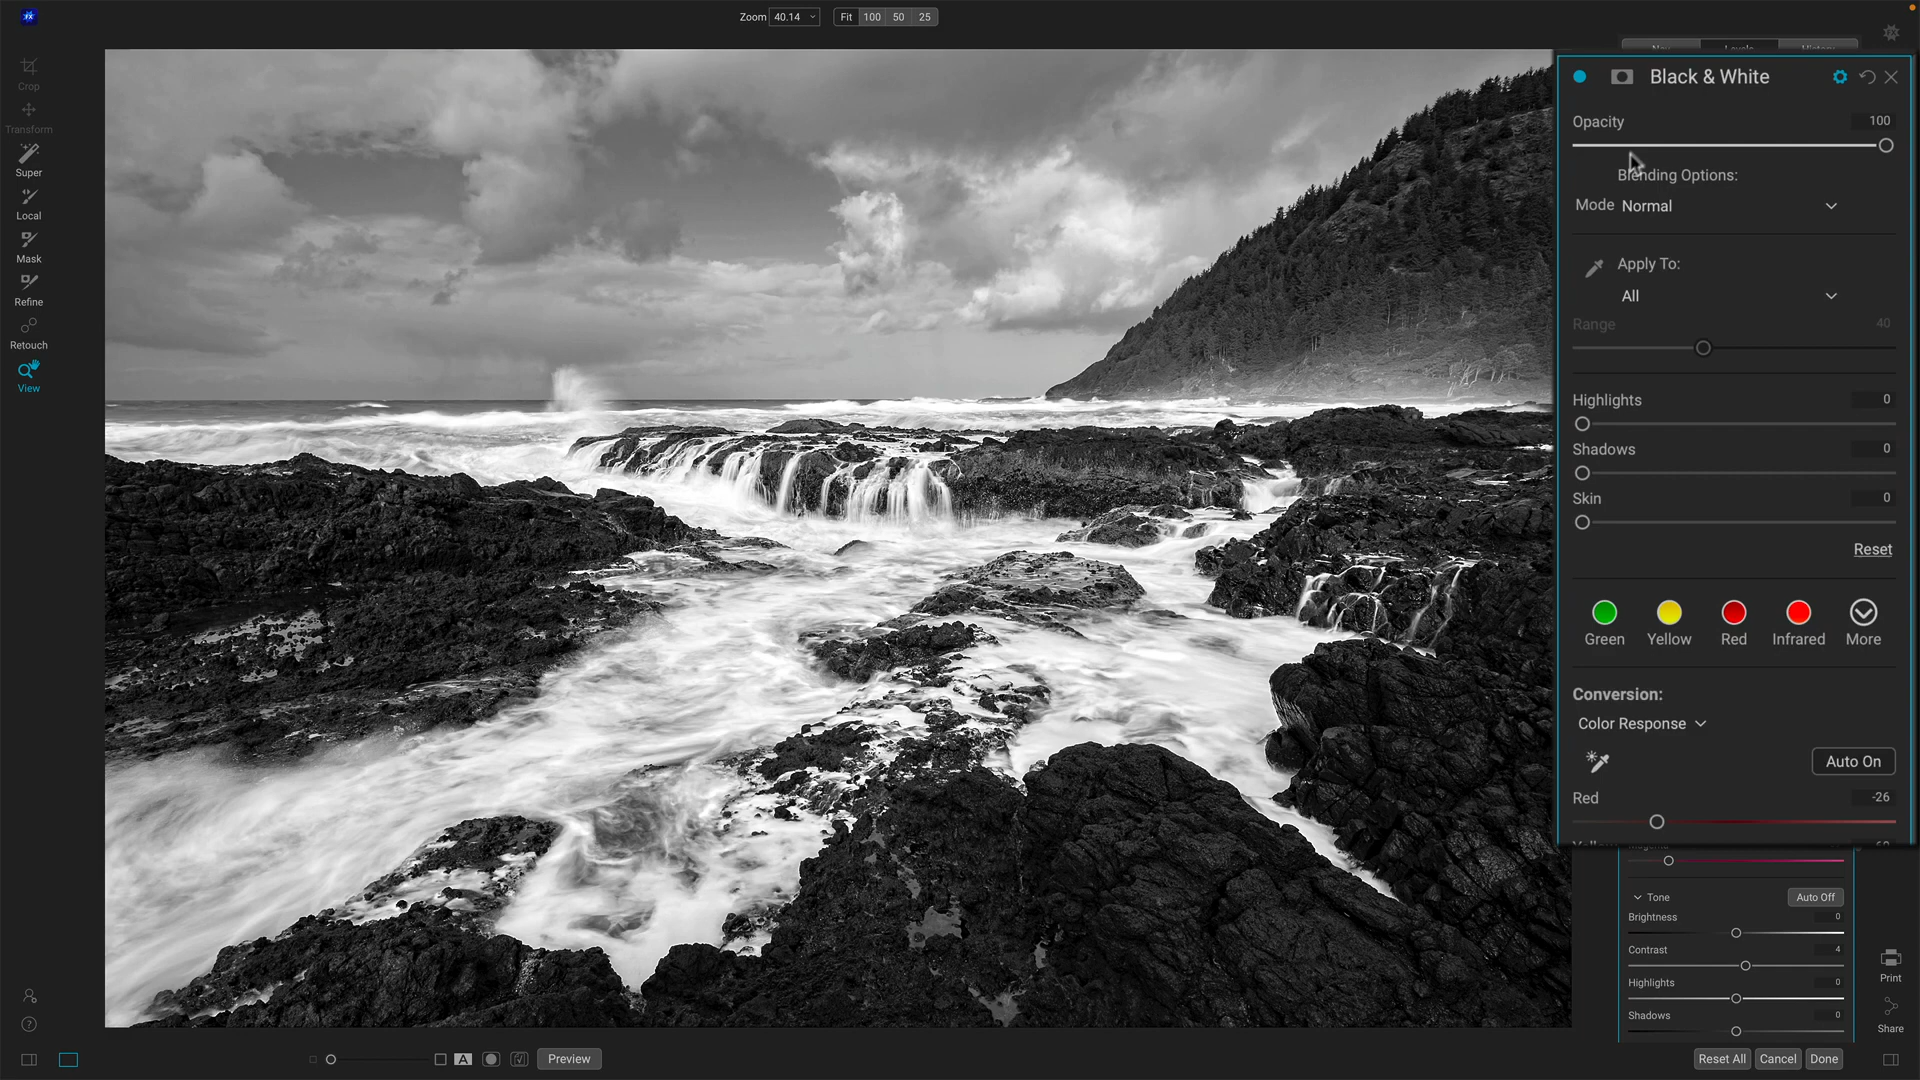 Zoom 40.14 Fit 100 50 25
Crop
Transform
Super
Local
Mask
Refine
Retouch
View
Levels
Black & White
Opacity 100
Blending Options:
Mode Normal
Apply To:
All
Range 40
Highlights 0
Shadows 0
Skin 0
Reset
Green Yellow Red Infrared More
Conversion:
Color Response
Auto On
Red -26
Tone Auto Off
Brightness 0
Contrast 4
Highlights 0
Shadows 0
Print
Share
A Preview
Reset All Cancel Done